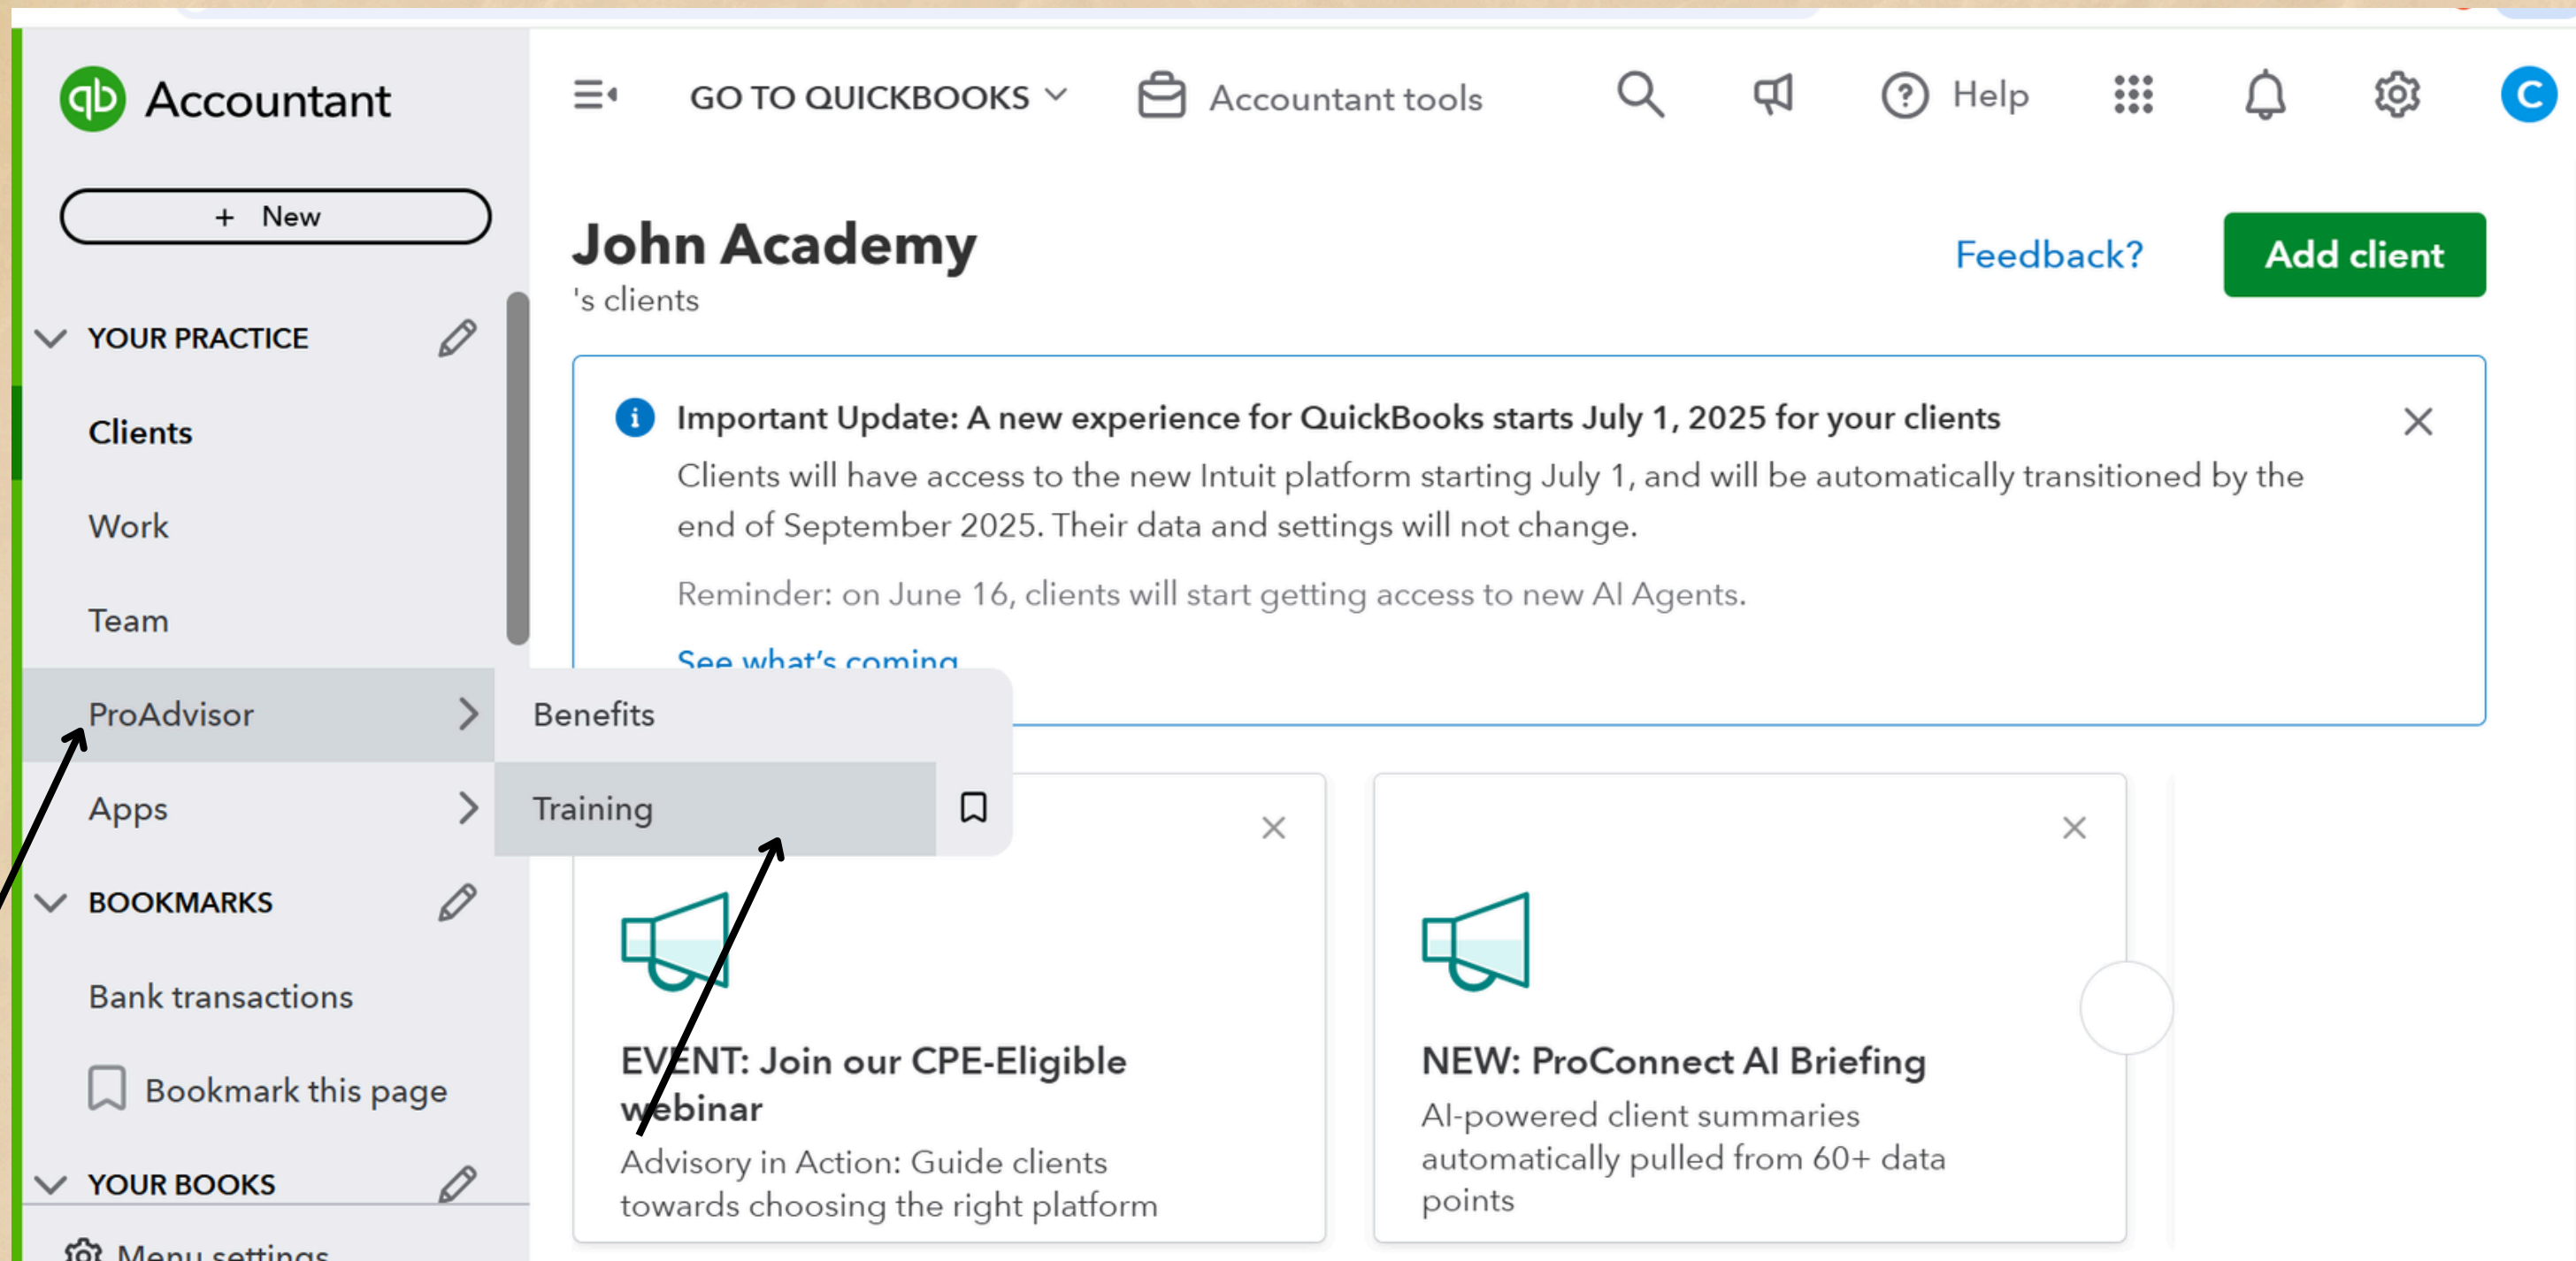 qb Accountant
+ New
YOUR PRACTICE
Clients
Work
Team
ProAdvisor
Apps
BOOKMARKS
Bank transactions
Bookmark this page
YOUR BOOKS
Menu settings
GO TO QUICKBOOKS
Accountant tools
Help
C
John Academy
's clients
Feedback?
Add client
Important Update: A new experience for QuickBooks starts July 1, 2025 for your clients
Clients will have access to the new Intuit platform starting July 1, and will be automatically transitioned by the
end of September 2025. Their data and settings will not change.
Reminder: on June 16, clients will start getting access to new AI Agents.
See what's coming
Benefits
Training
EVENT: Join our CPE-Eligible
webinar
Advisory in Action: Guide clients
towards choosing the right platform
NEW: ProConnect AI Briefing
AI-powered client summaries
automatically pulled from 60+ data
points